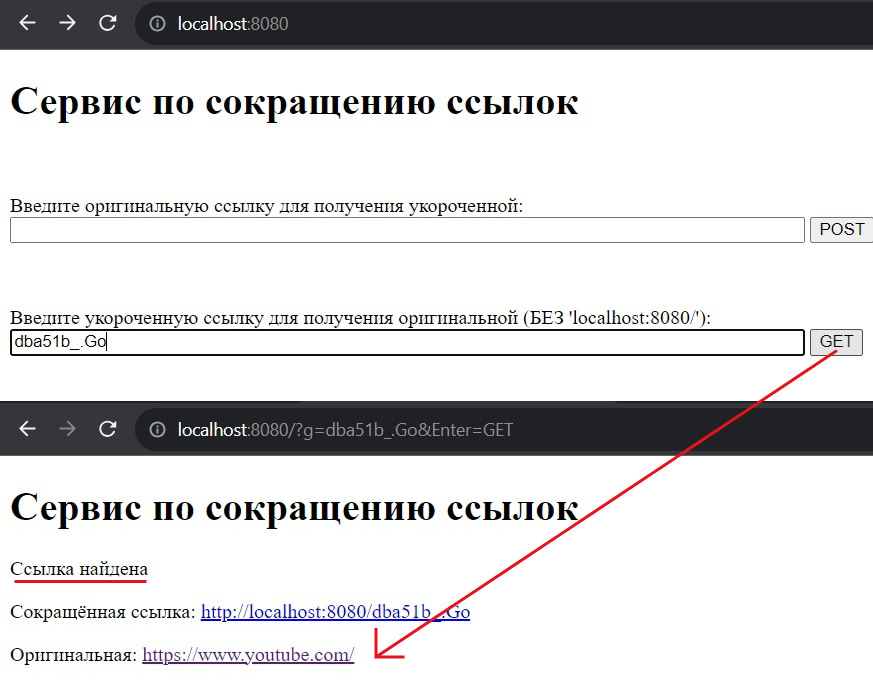 localhost:8080
Сервис по сокращению ссылок
Введите оригинальную ссылку для получения укороченной:
POST
Введите укороченную ссылку для получения оригинальной (БЕЗ 'localhost:8080/'):
dba51b_.Go GET
localhost:8080/?g=dba51b_.Go&Enter=GET
Сервис по сокращению ссылок
Ссылка найдена
Сокращённая ссылка: http://localhost:8080/dba51b_.Go
Оригинальная: https://www.youtube.com/